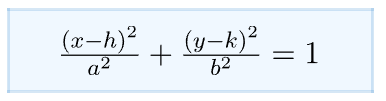 (x−h)²/a² + (y−k)²/b² = 1